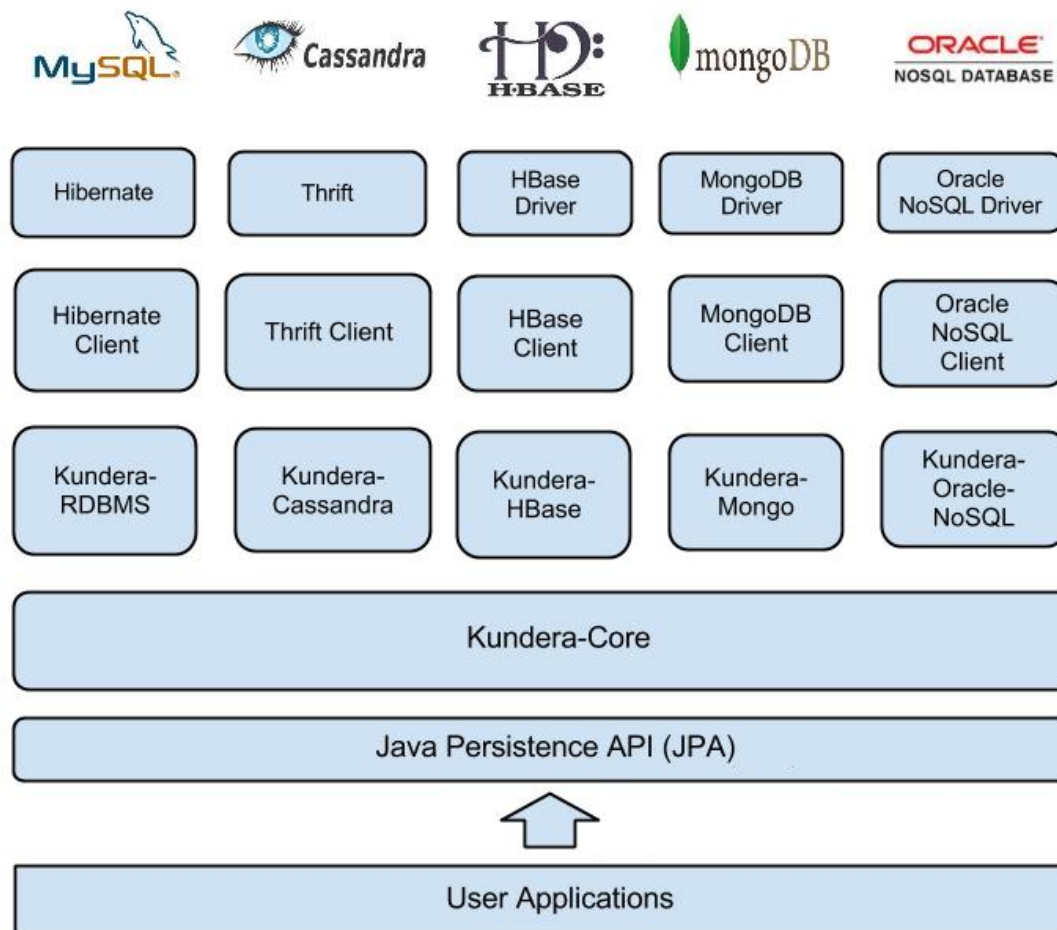 MySQL®
Cassandra
HBASE
mongoDB
ORACLE®
NOSQL DATABASE
Hibernate
Thrift
HBase
Driver
MongoDB
Driver
Oracle
NoSQL Driver
Hibernate
Client
Thrift Client
HBase
Client
MongoDB
Client
Oracle
NoSQL
Client
Kundera-
RDBMS
Kundera-
Cassandra
Kundera-
HBase
Kundera-
Mongo
Kundera-
Oracle-
NoSQL
Kundera-Core
Java Persistence API (JPA)
User Applications